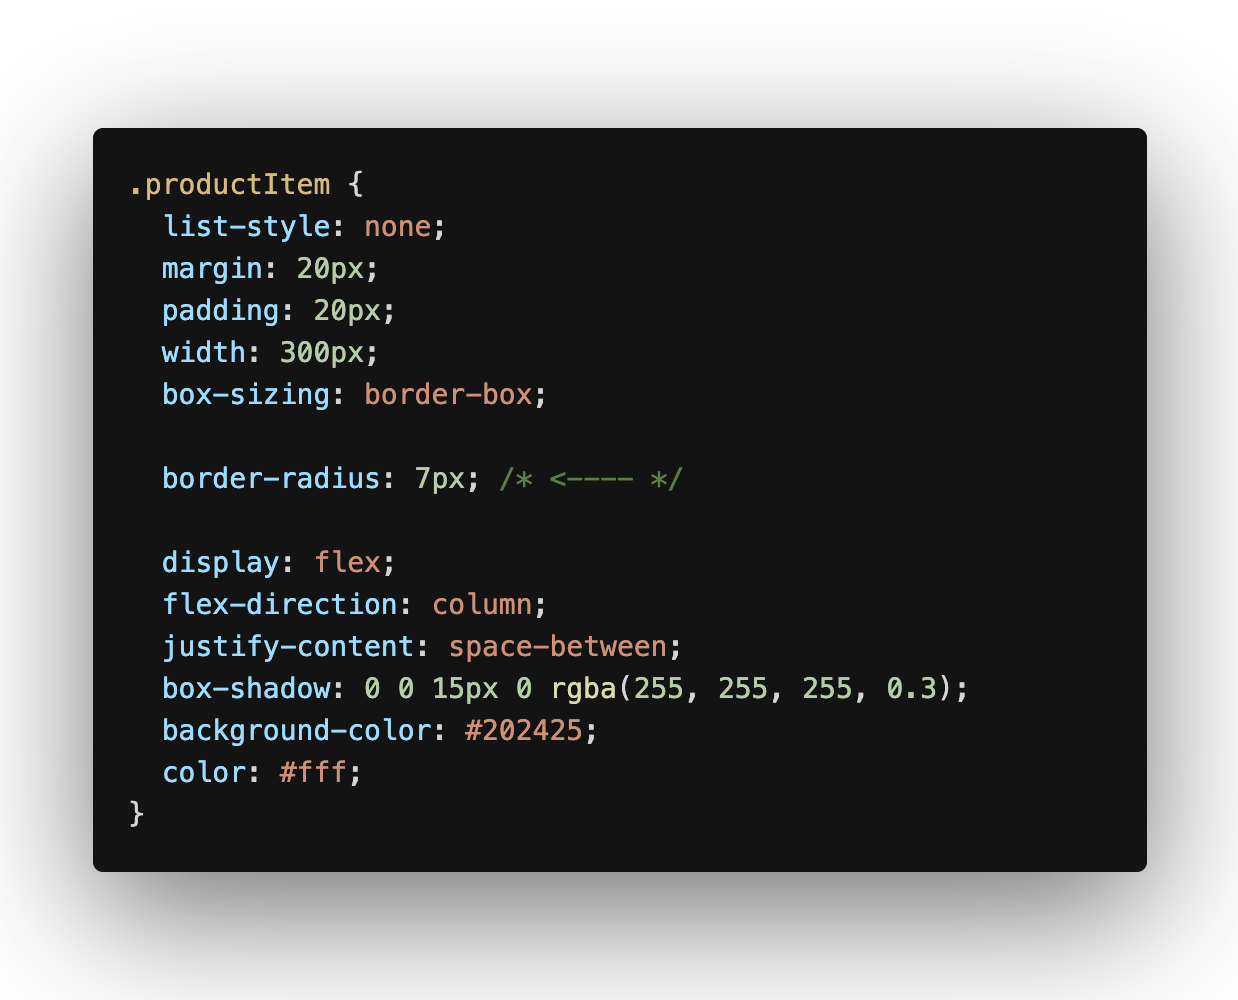 .productItem {
  list-style: none;
  margin: 20px;
  padding: 20px;
  width: 300px;
  box-sizing: border-box;

  border-radius: 7px; /* <---- */

  display: flex;
  flex-direction: column;
  justify-content: space-between;
  box-shadow: 0 0 15px 0 rgba(255, 255, 255, 0.3);
  background-color: #202425;
  color: #fff;
}